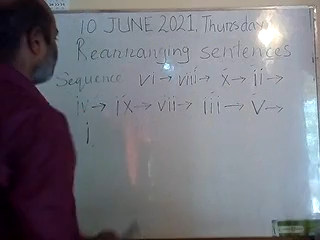 10 JUNE 2021, Thursday
Rearranging sentences
Sequence vi → viii → x → ii →
iv → ix → vii → iii → v →
i